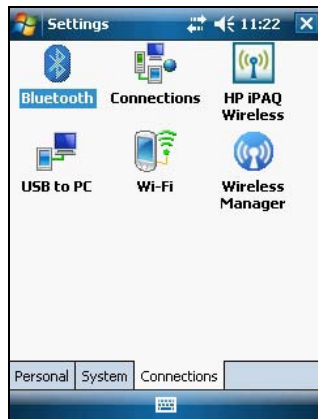 Settings 11:22
Bluetooth Connections HP iPAQ
Wireless
USB to PC Wi-Fi Wireless
Manager
Personal System Connections